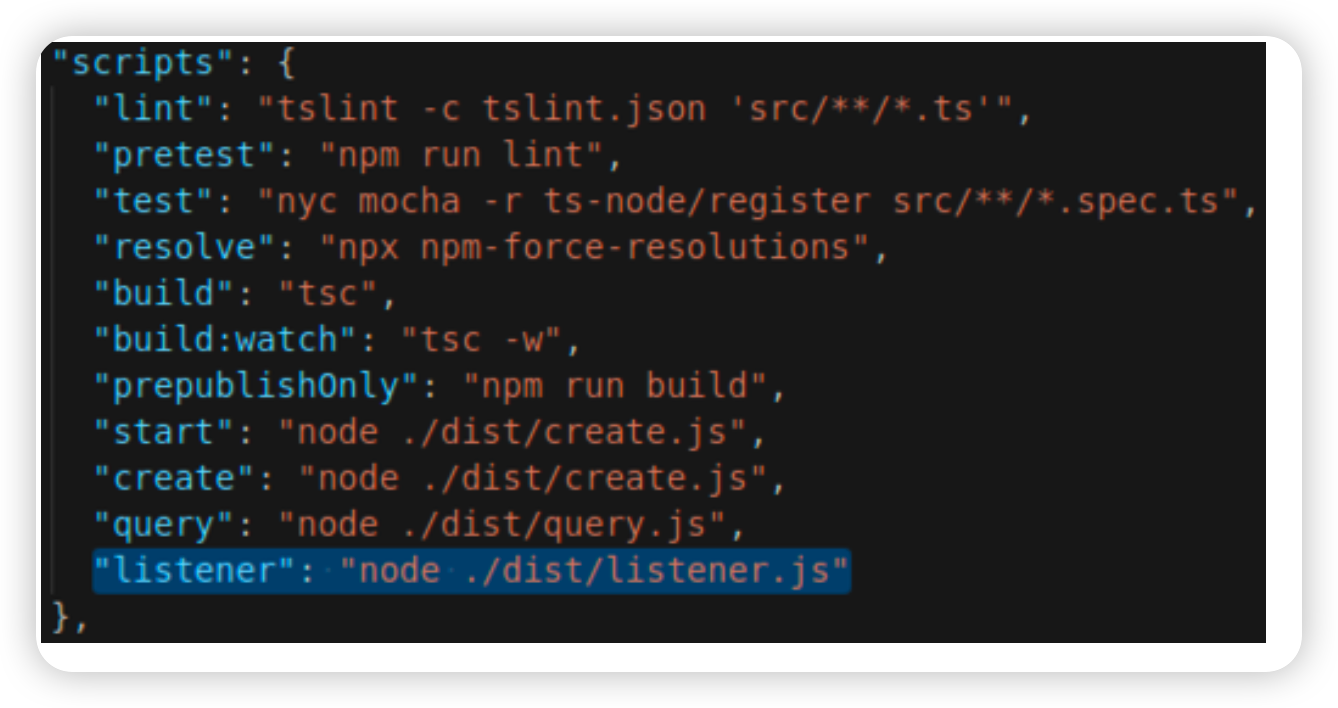 "scripts": {
"lint": "tslint -c tslint.json 'src/**/*.ts'",
"pretest": "npm run lint",
"test": "nyc mocha -r ts-node/register src/**/*.spec.ts",
"resolve": "npx npm-force-resolutions",
"build": "tsc",
"build:watch": "tsc -w",
"prepublishOnly": "npm run build",
"start": "node ./dist/create.js",
"create": "node ./dist/create.js",
"query": "node ./dist/query.js",
"listener": "node ./dist/listener.js"
},